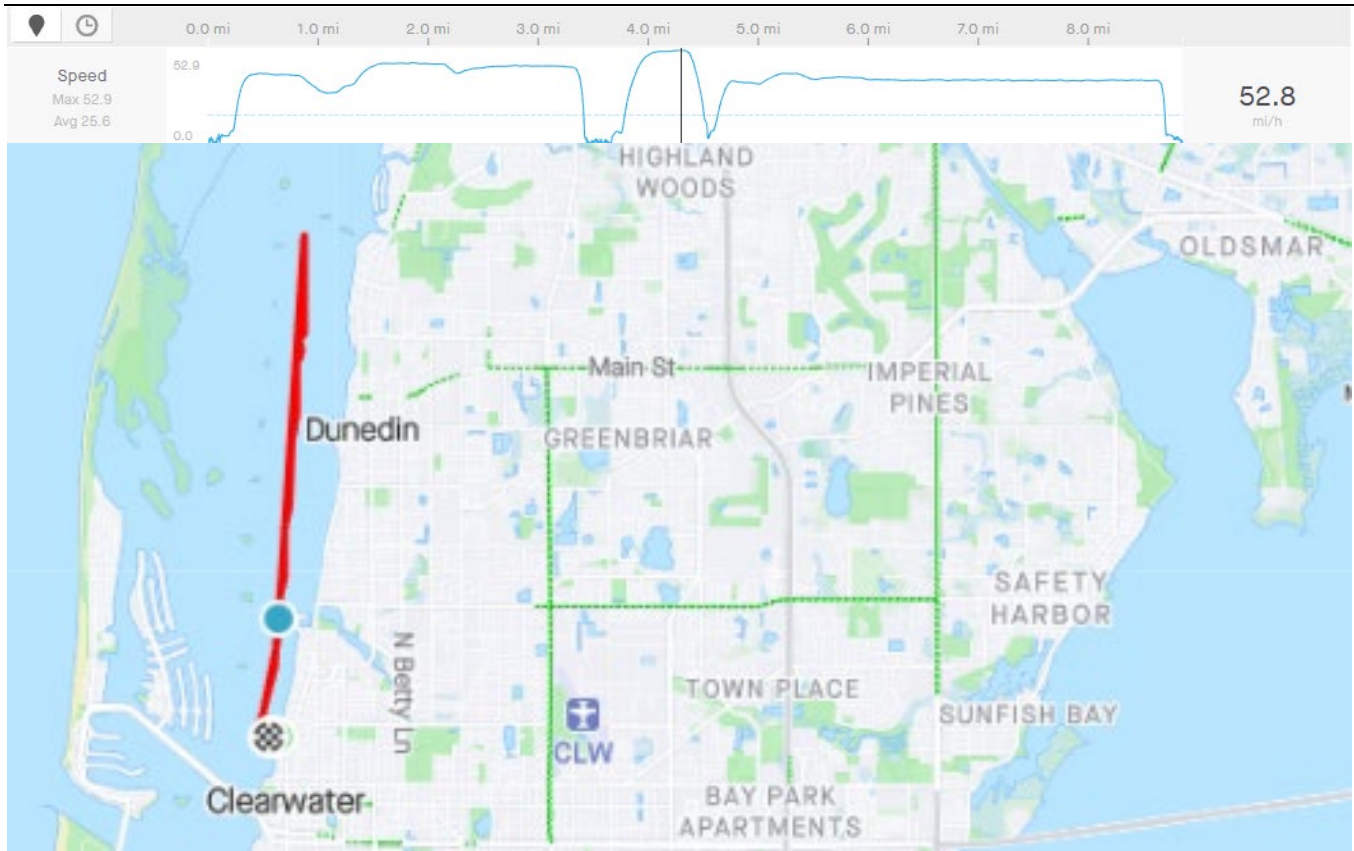 0.0 mi 1.0 mi 2.0 mi 3.0 mi 4.0 mi 5.0 mi 6.0 mi 7.0 mi 8.0 mi
Speed
Max 52.9
Avg 25.6
52.9
0.0
52.8
mi/h
HIGHLAND
WOODS
OLDSMAR
Main St
IMPERIAL
PINES
Dunedin
GREENBRIAR
SAFETY
HARBOR
N Betty Ln
TOWN PLACE
SUNFISH BAY
CLW
Clearwater
BAY PARK
APARTMENTS